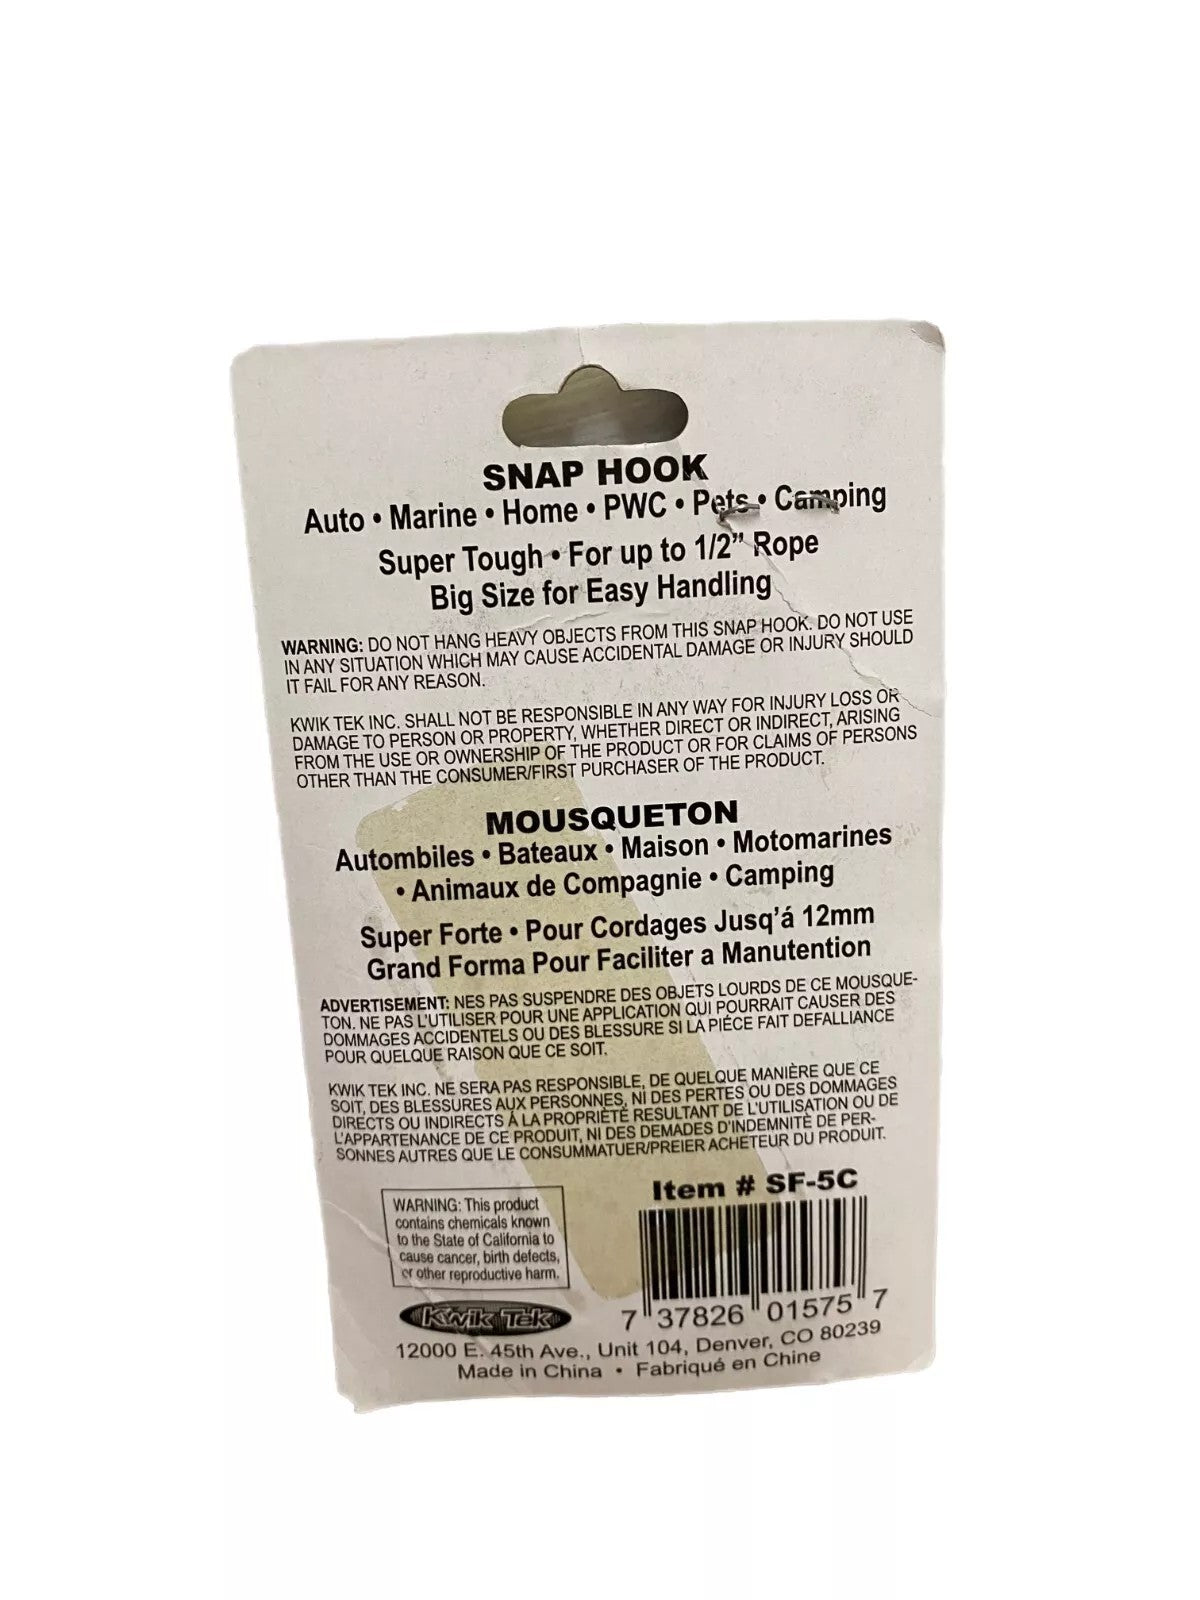 SNAP HOOK
Auto • Marine • Home • PWC • Pets • Camping
Super Tough • For up to 1/2” Rope
Big Size for Easy Handling
WARNING: DO NOT HANG HEAVY OBJECTS FROM THIS SNAP HOOK. DO NOT USE
IN ANY SITUATION WHICH MAY CAUSE ACCIDENTAL DAMAGE OR INJURY SHOULD
IT FAIL FOR ANY REASON.
KWIK TEK INC. SHALL NOT BE RESPONSIBLE IN ANY WAY FOR INJURY LOSS OR
DAMAGE TO PERSON OR PROPERTY, WHETHER DIRECT OR INDIRECT, ARISING
FROM THE USE OR OWNERSHIP OF THE PRODUCT OR FOR CLAIMS OF PERSONS
OTHER THAN THE CONSUMER/FIRST PURCHASER OF THE PRODUCT.
MOUSQUETON
Autombiles • Bateaux • Maison • Motomarines
• Animaux de Compagnie • Camping
Super Forte • Pour Cordages Jusq’á 12mm
Grand Forma Pour Faciliter a Manutention
ADVERTISEMENT: NES PAS SUSPENDRE DES OBJETS LOURDS DE CE MOUSQUE-
TON. NE PAS L'UTILISER POUR UNE APPLICATION QUI POURRAIT CAUSER DES
DOMMAGES ACCIDENTELS OU DES BLESSURE SI LA PIÉCE FAIT DEFALLIANCE
POUR QUELQUE RAISON QUE CE SOIT.
KWIK TEK INC. NE SERA PAS RESPONSIBLE, DE QUELQUE MANIÈRE QUE CE
SOIT, DES BLESSURES AUX PERSONNES, NI DES PERTES OU DES DOMMAGES
DIRECTS OU INDIRECTS Á LA PROPRIÉTÉ RESULTANT DE L'UTILISATION OU DE
L'APPARTENANCE DE CE PRODUIT, NI DES DEMADES D'INDEMNITÈ DE PER-
SONNES AUTRES QUE LE CONSUMMATUER/PREIER ACHETEUR DU PRODUIT.
WARNING: This product
contains chemicals known
to the State of California to
cause cancer, birth defects,
or other reproductive harm.
Item # SF-5C
7 37826 01575 7
Kwik Tek
12000 E. 45th Ave., Unit 104, Denver, CO 80239
Made in China • Fabriqué en Chine